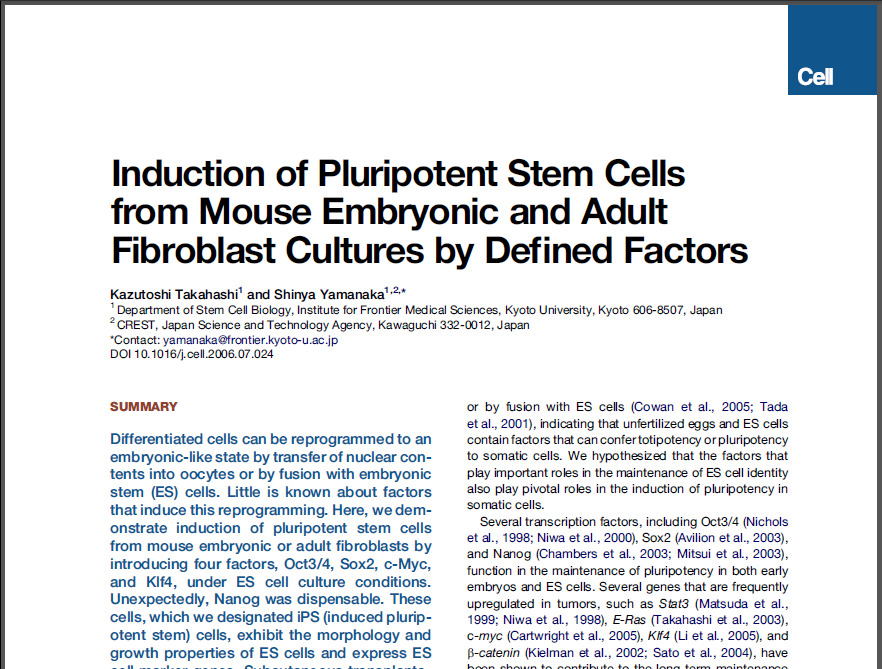 Cell
Induction of Pluripotent Stem Cells
from Mouse Embryonic and Adult
Fibroblast Cultures by Defined Factors
Kazutoshi Takahashi1 and Shinya Yamanaka1,2,*
1 Department of Stem Cell Biology, Institute for Frontier Medical Sciences, Kyoto University, Kyoto 606-8507, Japan
2 CREST, Japan Science and Technology Agency, Kawaguchi 332-0012, Japan
*Contact: yamanaka@frontier.kyoto-u.ac.jp
DOI 10.1016/j.cell.2006.07.024
SUMMARY
Differentiated cells can be reprogrammed to an
embryonic-like state by transfer of nuclear con-
tents into oocytes or by fusion with embryonic
stem (ES) cells. Little is known about factors
that induce this reprogramming. Here, we dem-
onstrate induction of pluripotent stem cells
from mouse embryonic or adult fibroblasts by
introducing four factors, Oct3/4, Sox2, c-Myc,
and Klf4, under ES cell culture conditions.
Unexpectedly, Nanog was dispensable. These
cells, which we designated iPS (induced plurip-
otent stem) cells, exhibit the morphology and
growth properties of ES cells and express ES
cell marker genes. Subcutaneous transplanta-
or by fusion with ES cells (Cowan et al., 2005; Tada
et al., 2001), indicating that unfertilized eggs and ES cells
contain factors that can confer totipotency or pluripotency
to somatic cells. We hypothesized that the factors that
play important roles in the maintenance of ES cell identity
also play pivotal roles in the induction of pluripotency in
somatic cells.
Several transcription factors, including Oct3/4 (Nichols
et al., 1998; Niwa et al., 2000), Sox2 (Avilion et al., 2003),
and Nanog (Chambers et al., 2003; Mitsui et al., 2003),
function in the maintenance of pluripotency in both early
embryos and ES cells. Several genes that are frequently
upregulated in tumors, such as Stat3 (Matsuda et al.,
1999; Niwa et al., 1998), E-Ras (Takahashi et al., 2003),
c-myc (Cartwright et al., 2005), Klf4 (Li et al., 2005), and
β-catenin (Kielman et al., 2002; Sato et al., 2004), have
been shown to contribute to the long-term maintenance